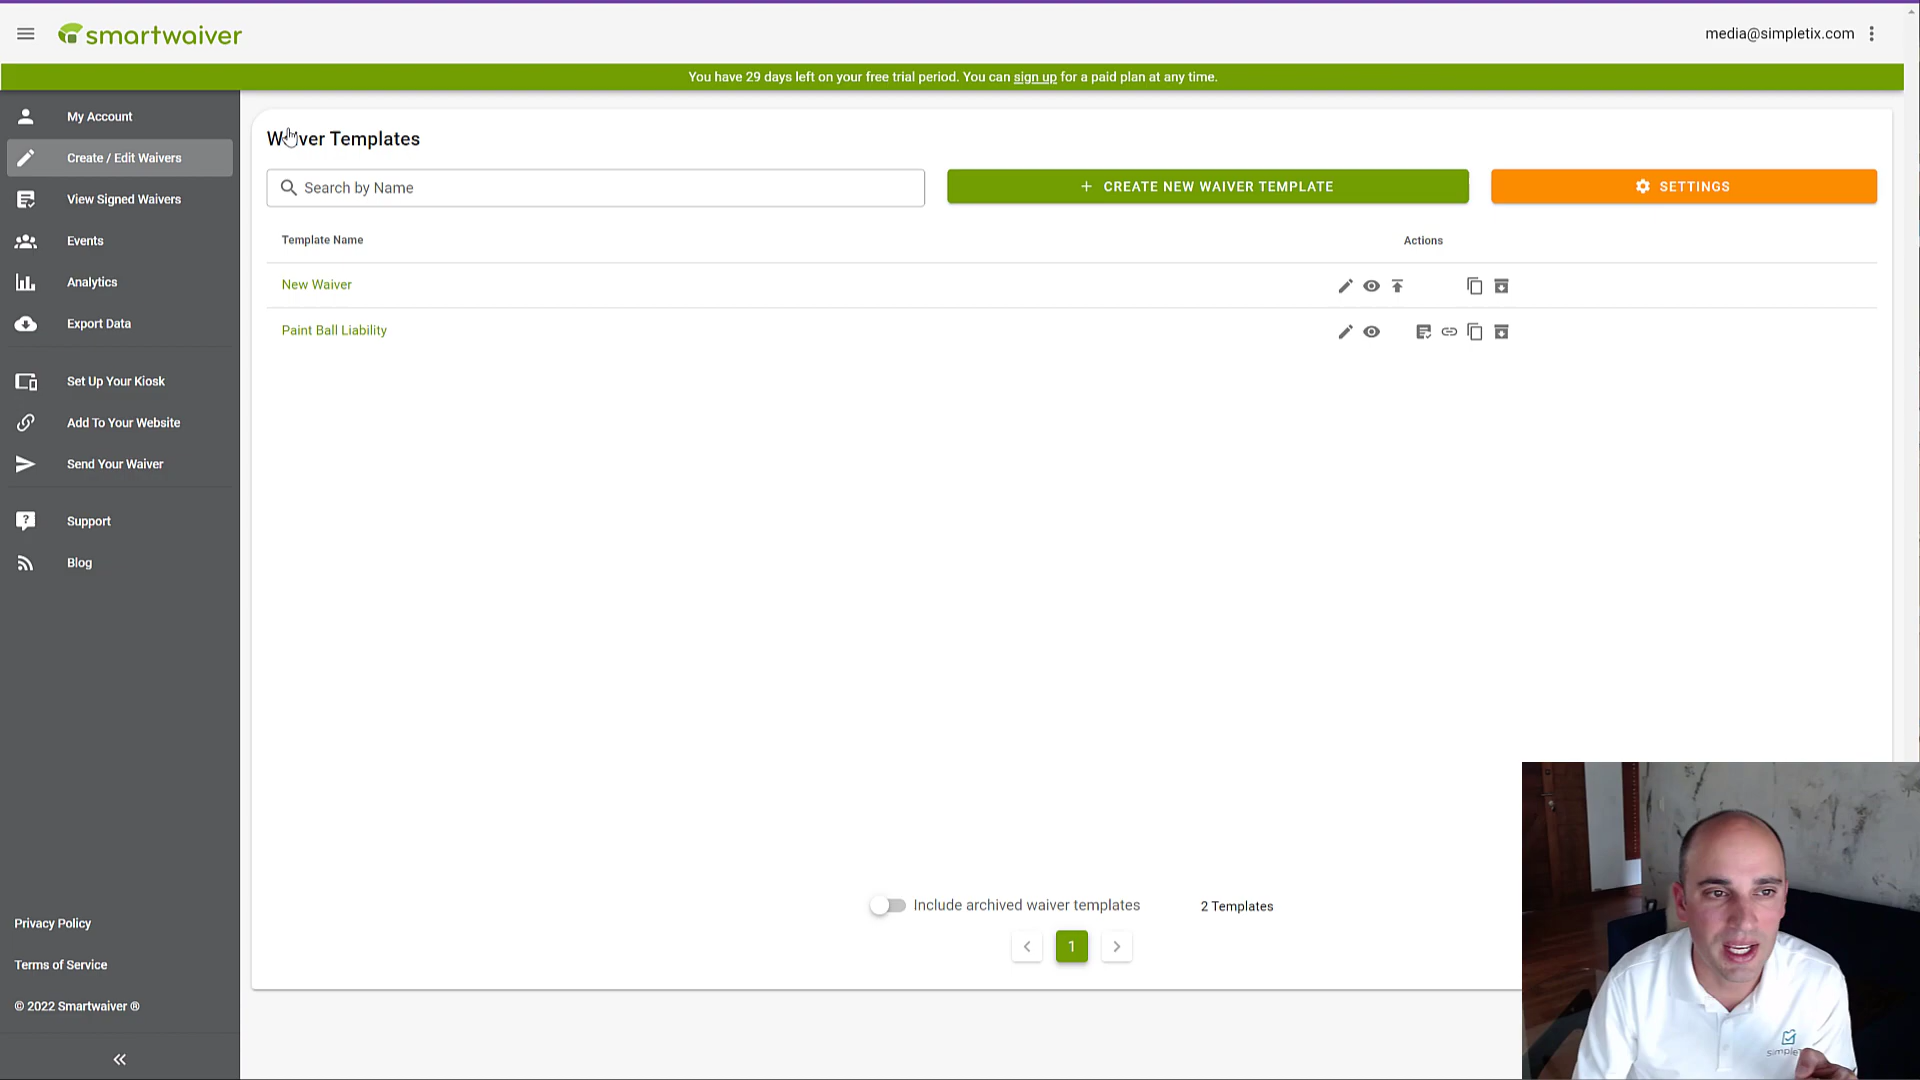 smartwaiver
media@simpletix.com
You have 29 days left on your free trial period. You can sign up for a paid plan at any time.
My Account
Create / Edit Waivers
View Signed Waivers
Events
Analytics
Export Data
Set Up Your Kiosk
Add To Your Website
Send Your Waiver
Support
Blog
Privacy Policy
Terms of Service
© 2022 Smartwaiver ®
Waiver Templates
Search by Name
+ CREATE NEW WAIVER TEMPLATE
SETTINGS
Template Name
Actions
New Waiver
Paint Ball Liability
Include archived waiver templates
2 Templates
1